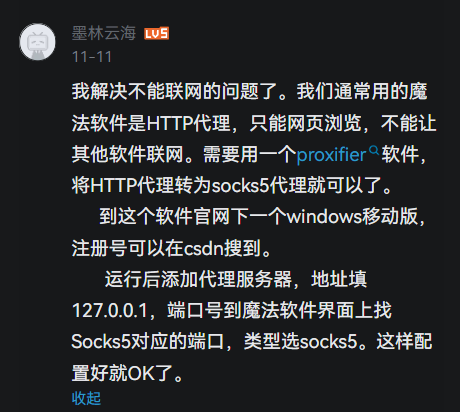 墨林云海 LV5
11-11
我解决不能联网的问题了。我们通常用的魔
法软件是HTTP代理，只能网页浏览，不能让
其他软件联网。需要用一个proxifier软件，
将HTTP代理转为socks5代理就可以了。
到这个软件官网下一个windows移动版，
注册号可以在csdn搜到。
运行后添加代理服务器，地址填
127.0.0.1，端口号到魔法软件界面上找
Socks5对应的端口，类型选socks5。这样配
置好就OK了。
收起